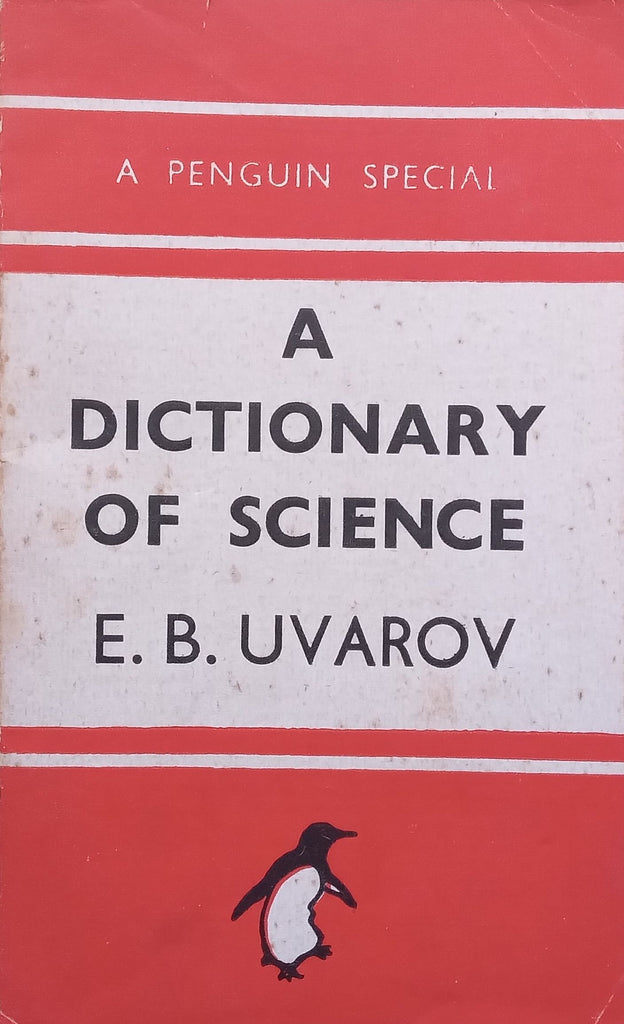 A PENGUIN SPECIAL
A
DICTIONARY
OF SCIENCE
E. B. UVAROV